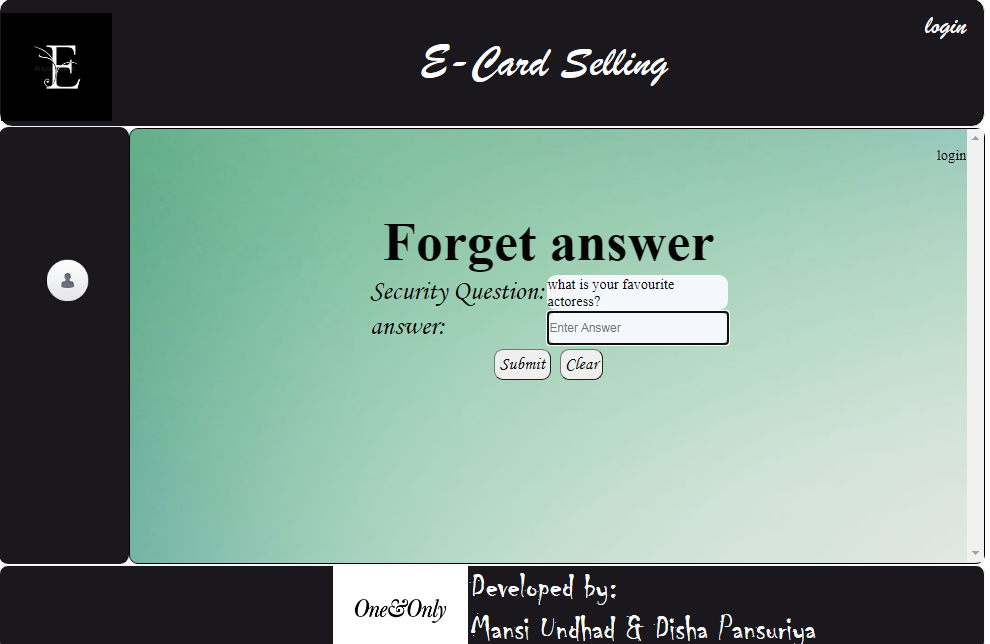 login
E
E-Card Selling
login
Forget answer
Security Question:
what is your favourite
actoress?
answer:
Enter Answer
Submit Clear
One&Only
Developed by:
Mansi Undhad & Disha Pansuriya